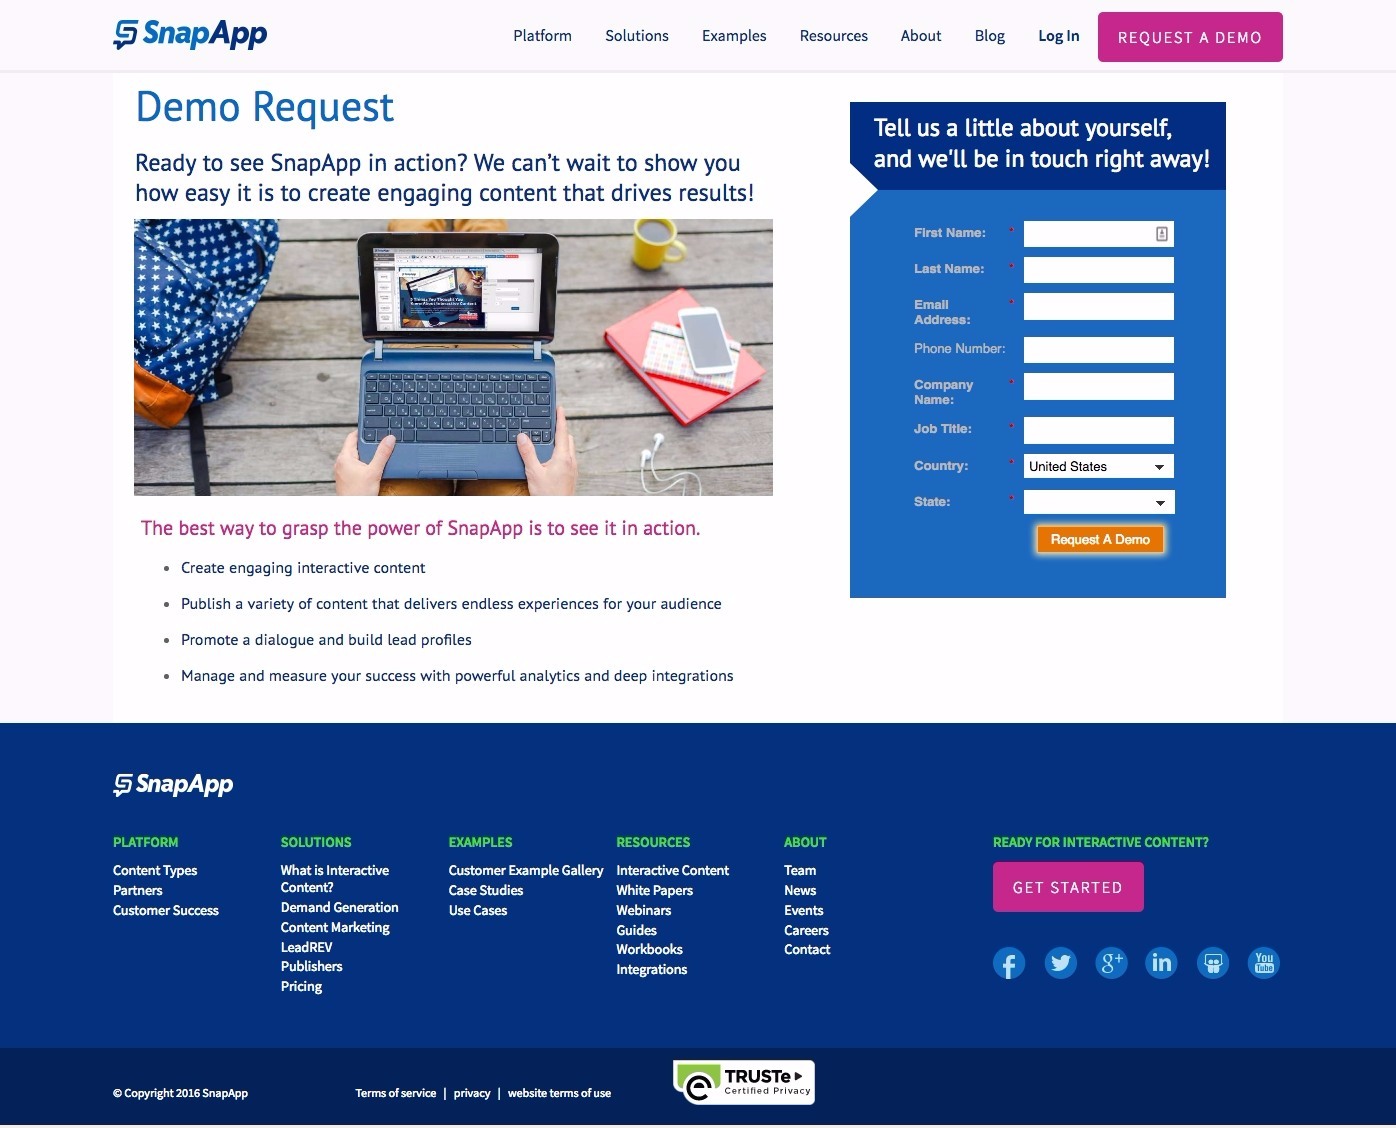 SnapApp
Platform Solutions Examples Resources About Blog Log In REQUEST A DEMO
Demo Request
Ready to see SnapApp in action? We can’t wait to show you
how easy it is to create engaging content that drives results!
The best way to grasp the power of SnapApp is to see it in action.
Create engaging interactive content
Publish a variety of content that delivers endless experiences for your audience
Promote a dialogue and build lead profiles
Manage and measure your success with powerful analytics and deep integrations
Tell us a little about yourself,
and we'll be in touch right away!
First Name: *
Last Name: *
Email *
Address:
Phone Number:
Company *
Name:
Job Title: *
Country: * United States
State: *
Request A Demo
SnapApp
PLATFORM
Content Types
Partners
Customer Success
SOLUTIONS
What is Interactive
Content?
Demand Generation
Content Marketing
LeadREV
Publishers
Pricing
EXAMPLES
Customer Example Gallery
Case Studies
Use Cases
RESOURCES
Interactive Content
White Papers
Webinars
Guides
Workbooks
Integrations
ABOUT
Team
News
Events
Careers
Contact
READY FOR INTERACTIVE CONTENT?
GET STARTED
f g+ in You
Tube
© Copyright 2016 SnapApp
Terms of service | privacy | website terms of use
TRUSTe
Certified Privacy